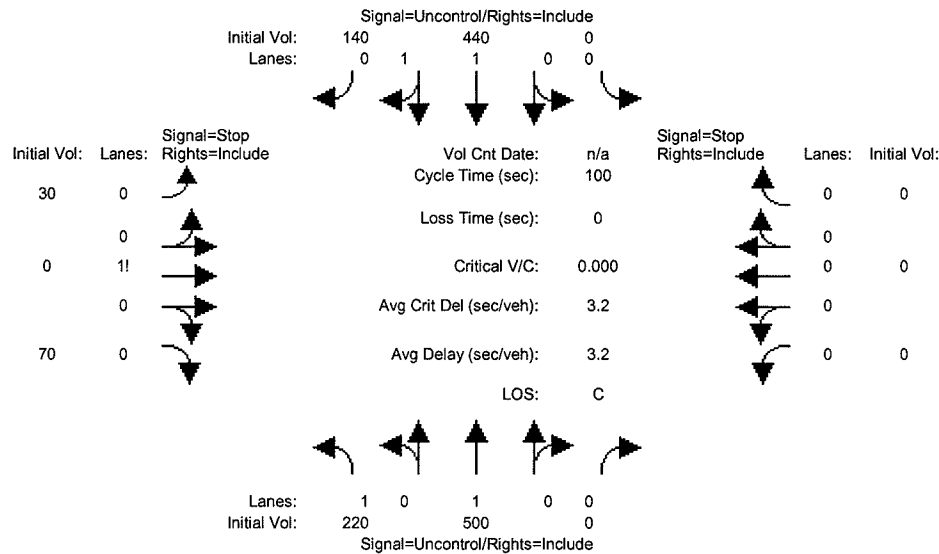 Signal=Uncontrol/Rights=Include
Initial Vol: 140 440 0
Lanes: 0 1 1 0 0
Signal=Stop Signal=Stop
Initial Vol: Lanes: Rights=Include Vol Cnt Date: n/a Rights=Include Lanes: Initial Vol:
Cycle Time (sec): 100
30 0 0 0
Loss Time (sec): 0
0 0
0 1! Critical V/C: 0.000 0 0
0 Avg Crit Del (sec/veh): 3.2 0
70 0 Avg Delay (sec/veh): 3.2 0 0
LOS: C
Lanes: 1 0 1 0 0
Initial Vol: 220 500 0
Signal=Uncontrol/Rights=Include